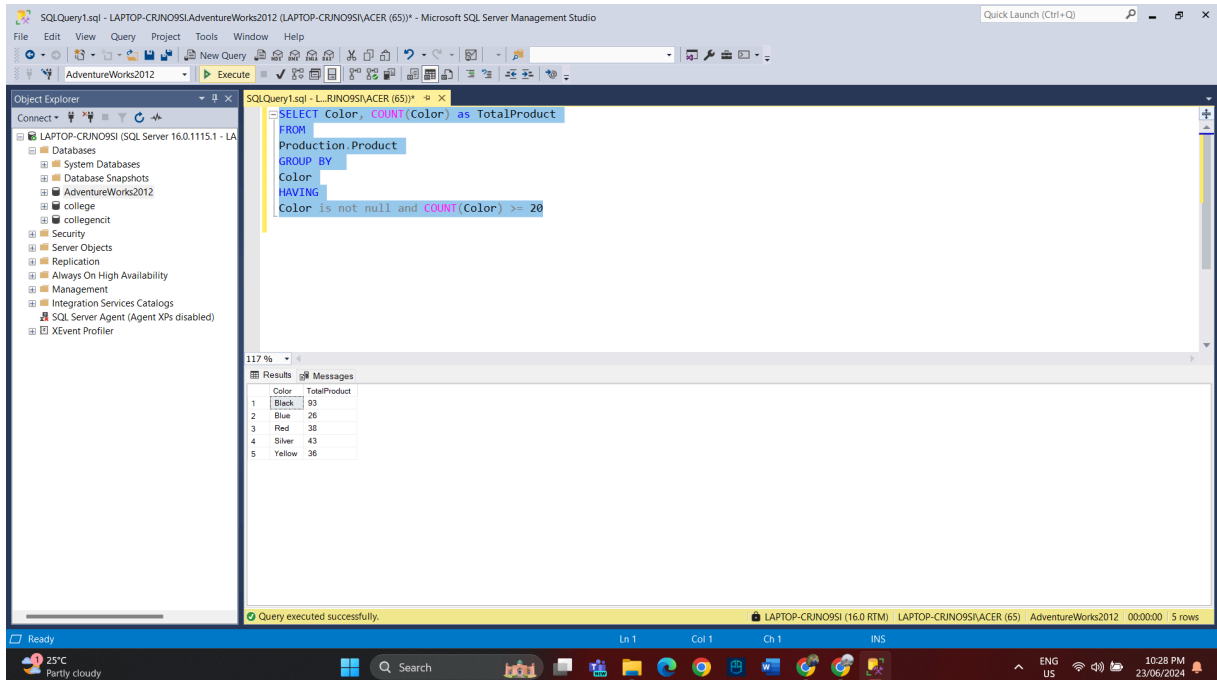 SQLQuery1.sql - LAPTOP-CRJNO9SI.AdventureWorks2012 (LAPTOP-CRJNO9SI\ACER (65))* - Microsoft SQL Server Management Studio
Quick Launch (Ctrl+Q)
File Edit View Query Project Tools Window Help
New Query
AdventureWorks2012 Execute
Object Explorer
Connect
LAPTOP-CRJNO9SI (SQL Server 16.0.1115.1 - LA
Databases
System Databases
Database Snapshots
AdventureWorks2012
college
collegencit
Security
Server Objects
Replication
Always On High Availability
Management
Integration Services Catalogs
SQL Server Agent (Agent XPs disabled)
XEvent Profiler
SQLQuery1.sql - L...RJNO9SI\ACER (65))*
SELECT Color, COUNT(Color) as TotalProduct
FROM
Production.Product
GROUP BY
Color
HAVING
Color is not null and COUNT(Color) >= 20
117 %
Results Messages
Color TotalProduct
1 Black 93
2 Blue 26
3 Red 38
4 Silver 43
5 Yellow 36
Query executed successfully. LAPTOP-CRJNO9SI (16.0 RTM) LAPTOP-CRJNO9SI\ACER (65) AdventureWorks2012 00:00:00 5 rows
Ready Ln 1 Col 1 Ch 1 INS
1 25°C
Partly cloudy
Search
ENG
US
10:28 PM
23/06/2024